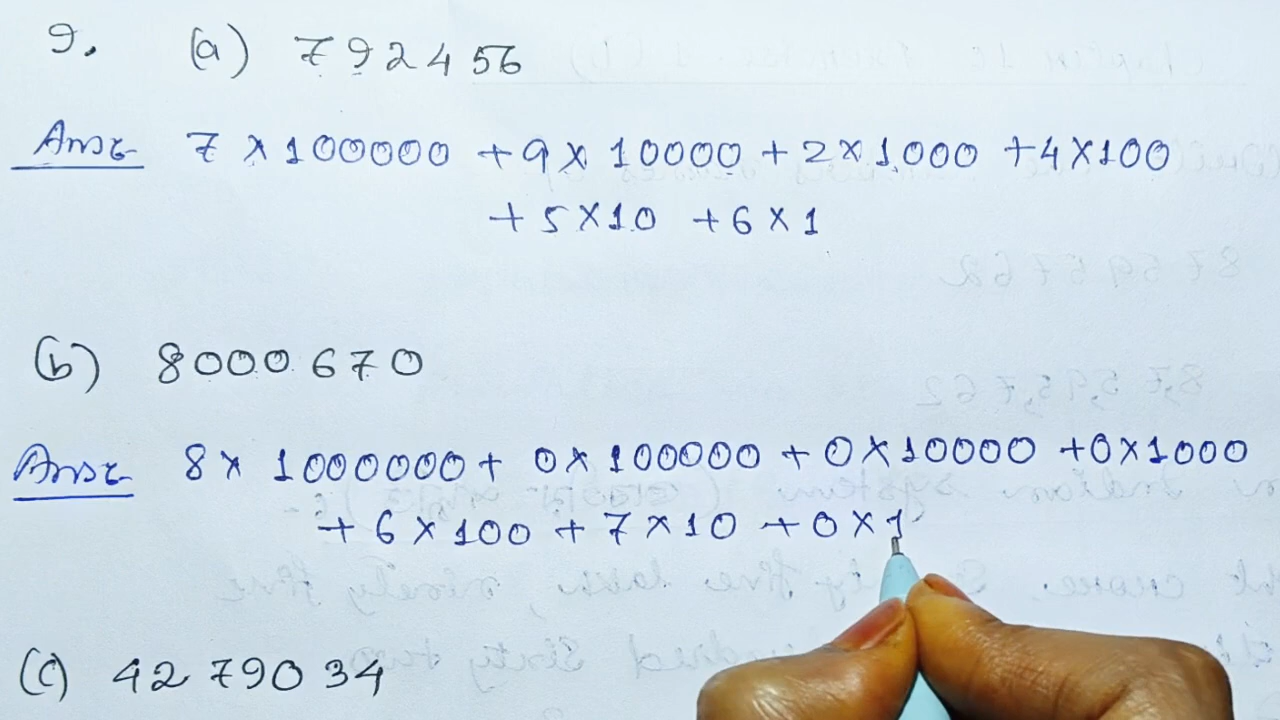 9. (a) 792456
Ans:- 7 × 100000 + 9 × 10000 + 2 × 1000 + 4 × 100
+ 5 × 10 + 6 × 1
(b) 8000670
Ans:- 8 × 1000000 + 0 × 100000 + 0 × 10000 + 0 × 1000
+ 6 × 100 + 7 × 10 + 0 × 1
(c) 4279034